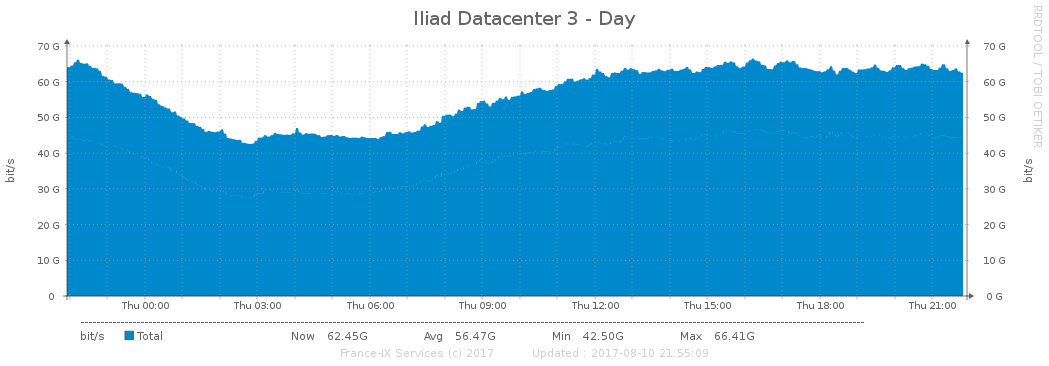 Iliad Datacenter 3 - Day
RRDTOOL / TOBI OETIKER
70 G 70 G
60 G 60 G
50 G 50 G
40 G 40 G
30 G 30 G
20 G 20 G
10 G 10 G
0 0 G
bit/s bit/s
Thu 00:00 Thu 03:00 Thu 06:00 Thu 09:00 Thu 12:00 Thu 15:00 Thu 18:00 Thu 21:00
bit/s Total Now 62.45G Avg 56.47G Min 42.50G Max 66.41G
France-IX Services (c) 2017 Updated : 2017-08-10 21:55:09